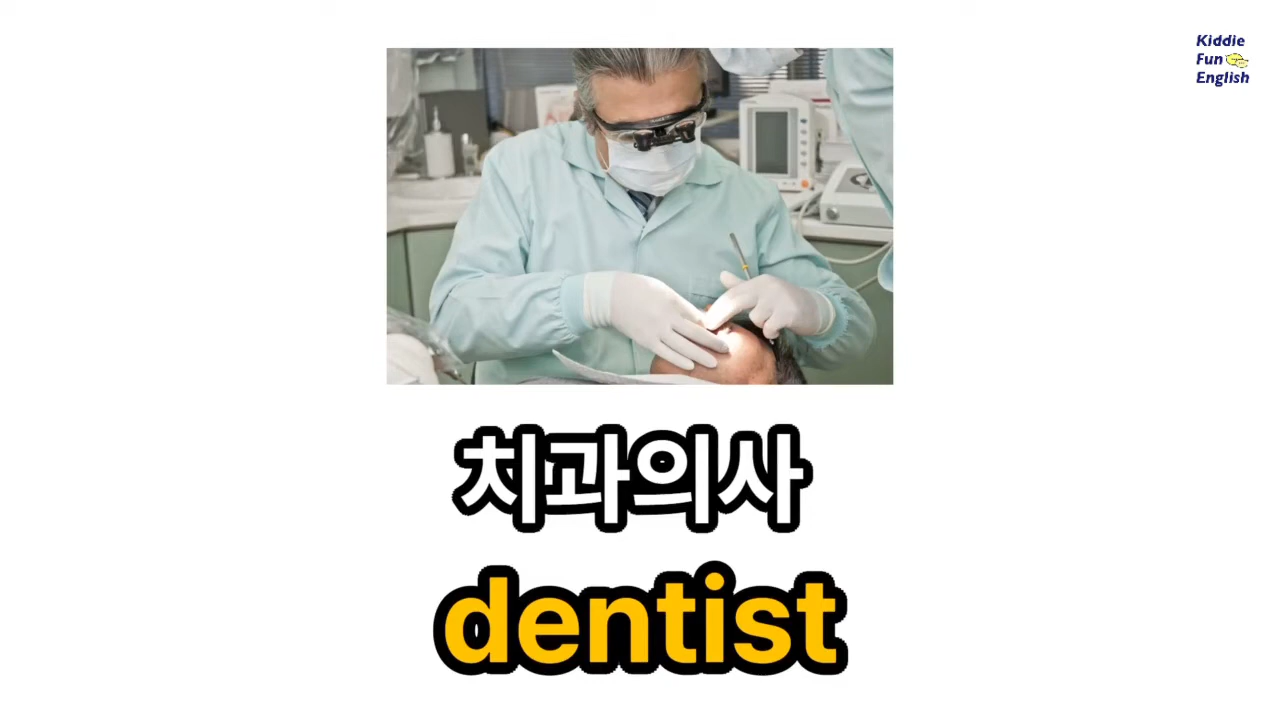 Kiddie
Fun
English
치과의사
dentist